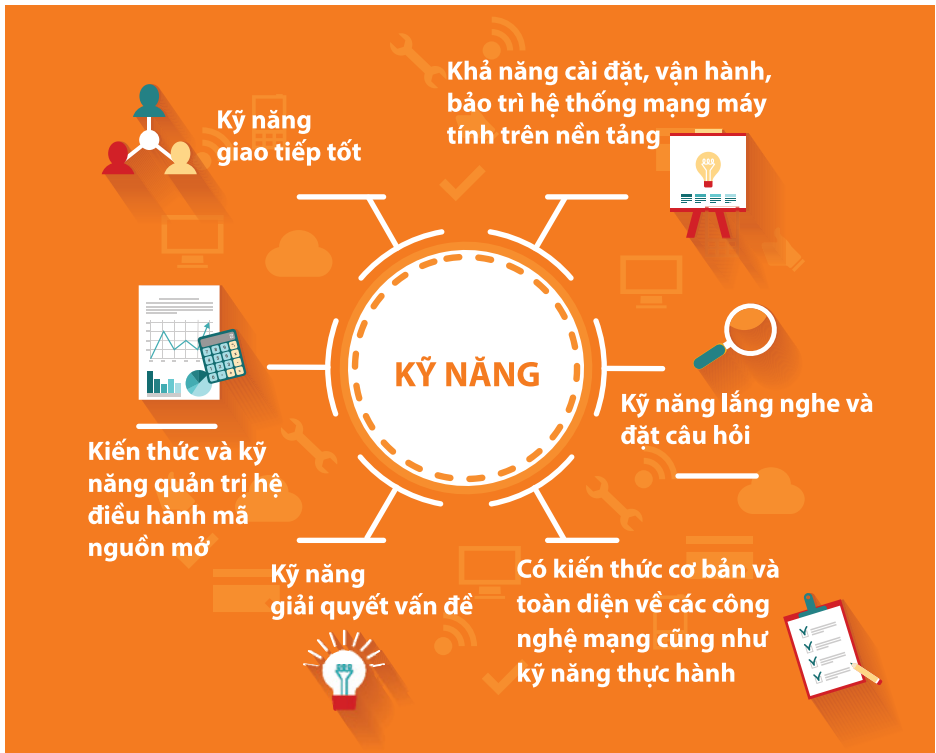 Kỹ năng
giao tiếp tốt
Khả năng cài đặt, vận hành,
bảo trì hệ thống mạng máy
tính trên nền tảng
KỸ NĂNG
Kỹ năng lắng nghe và
đặt câu hỏi
Kiến thức và kỹ
năng quản trị hệ
điều hành mã
nguồn mở
Kỹ năng
giải quyết vấn đề
Có kiến thức cơ bản và
toàn diện về các công
nghệ mạng cũng như
kỹ năng thực hành